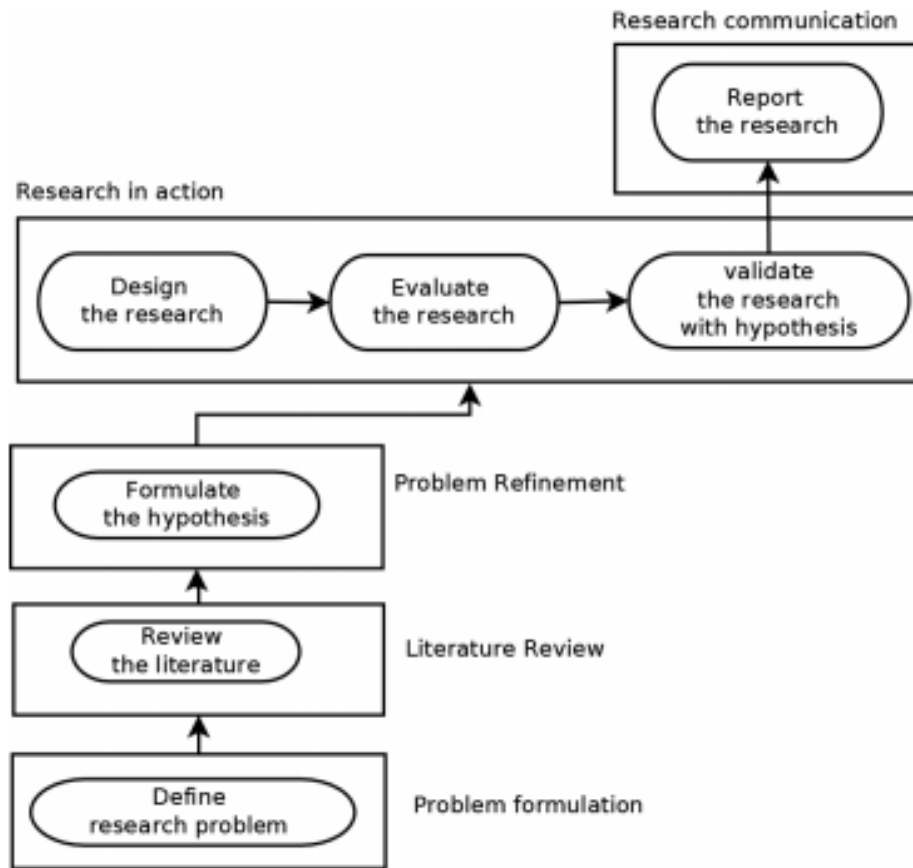 Research communication
Report
the research
Research in action
Design
the research
Evaluate
the research
validate
the research
with hypothesis
Formulate
the hypothesis
Problem Refinement
Review
the literature
Literature Review
Define
research problem
Problem formulation